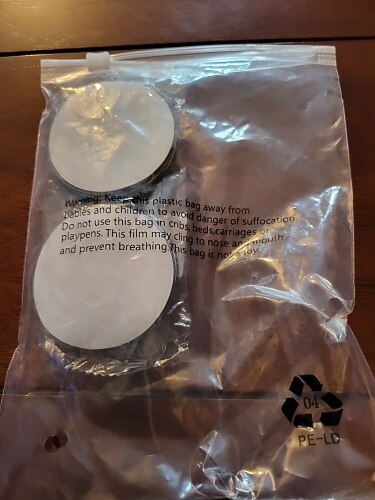 Warning: Keep this plastic bag away from
babies and children to avoid danger of suffocation.
Do not use this bag in cribs, beds,carriages or
playpens. This film may cling to nose and mouth
and prevent breathing.This bag is not a toy.
04
PE-LD